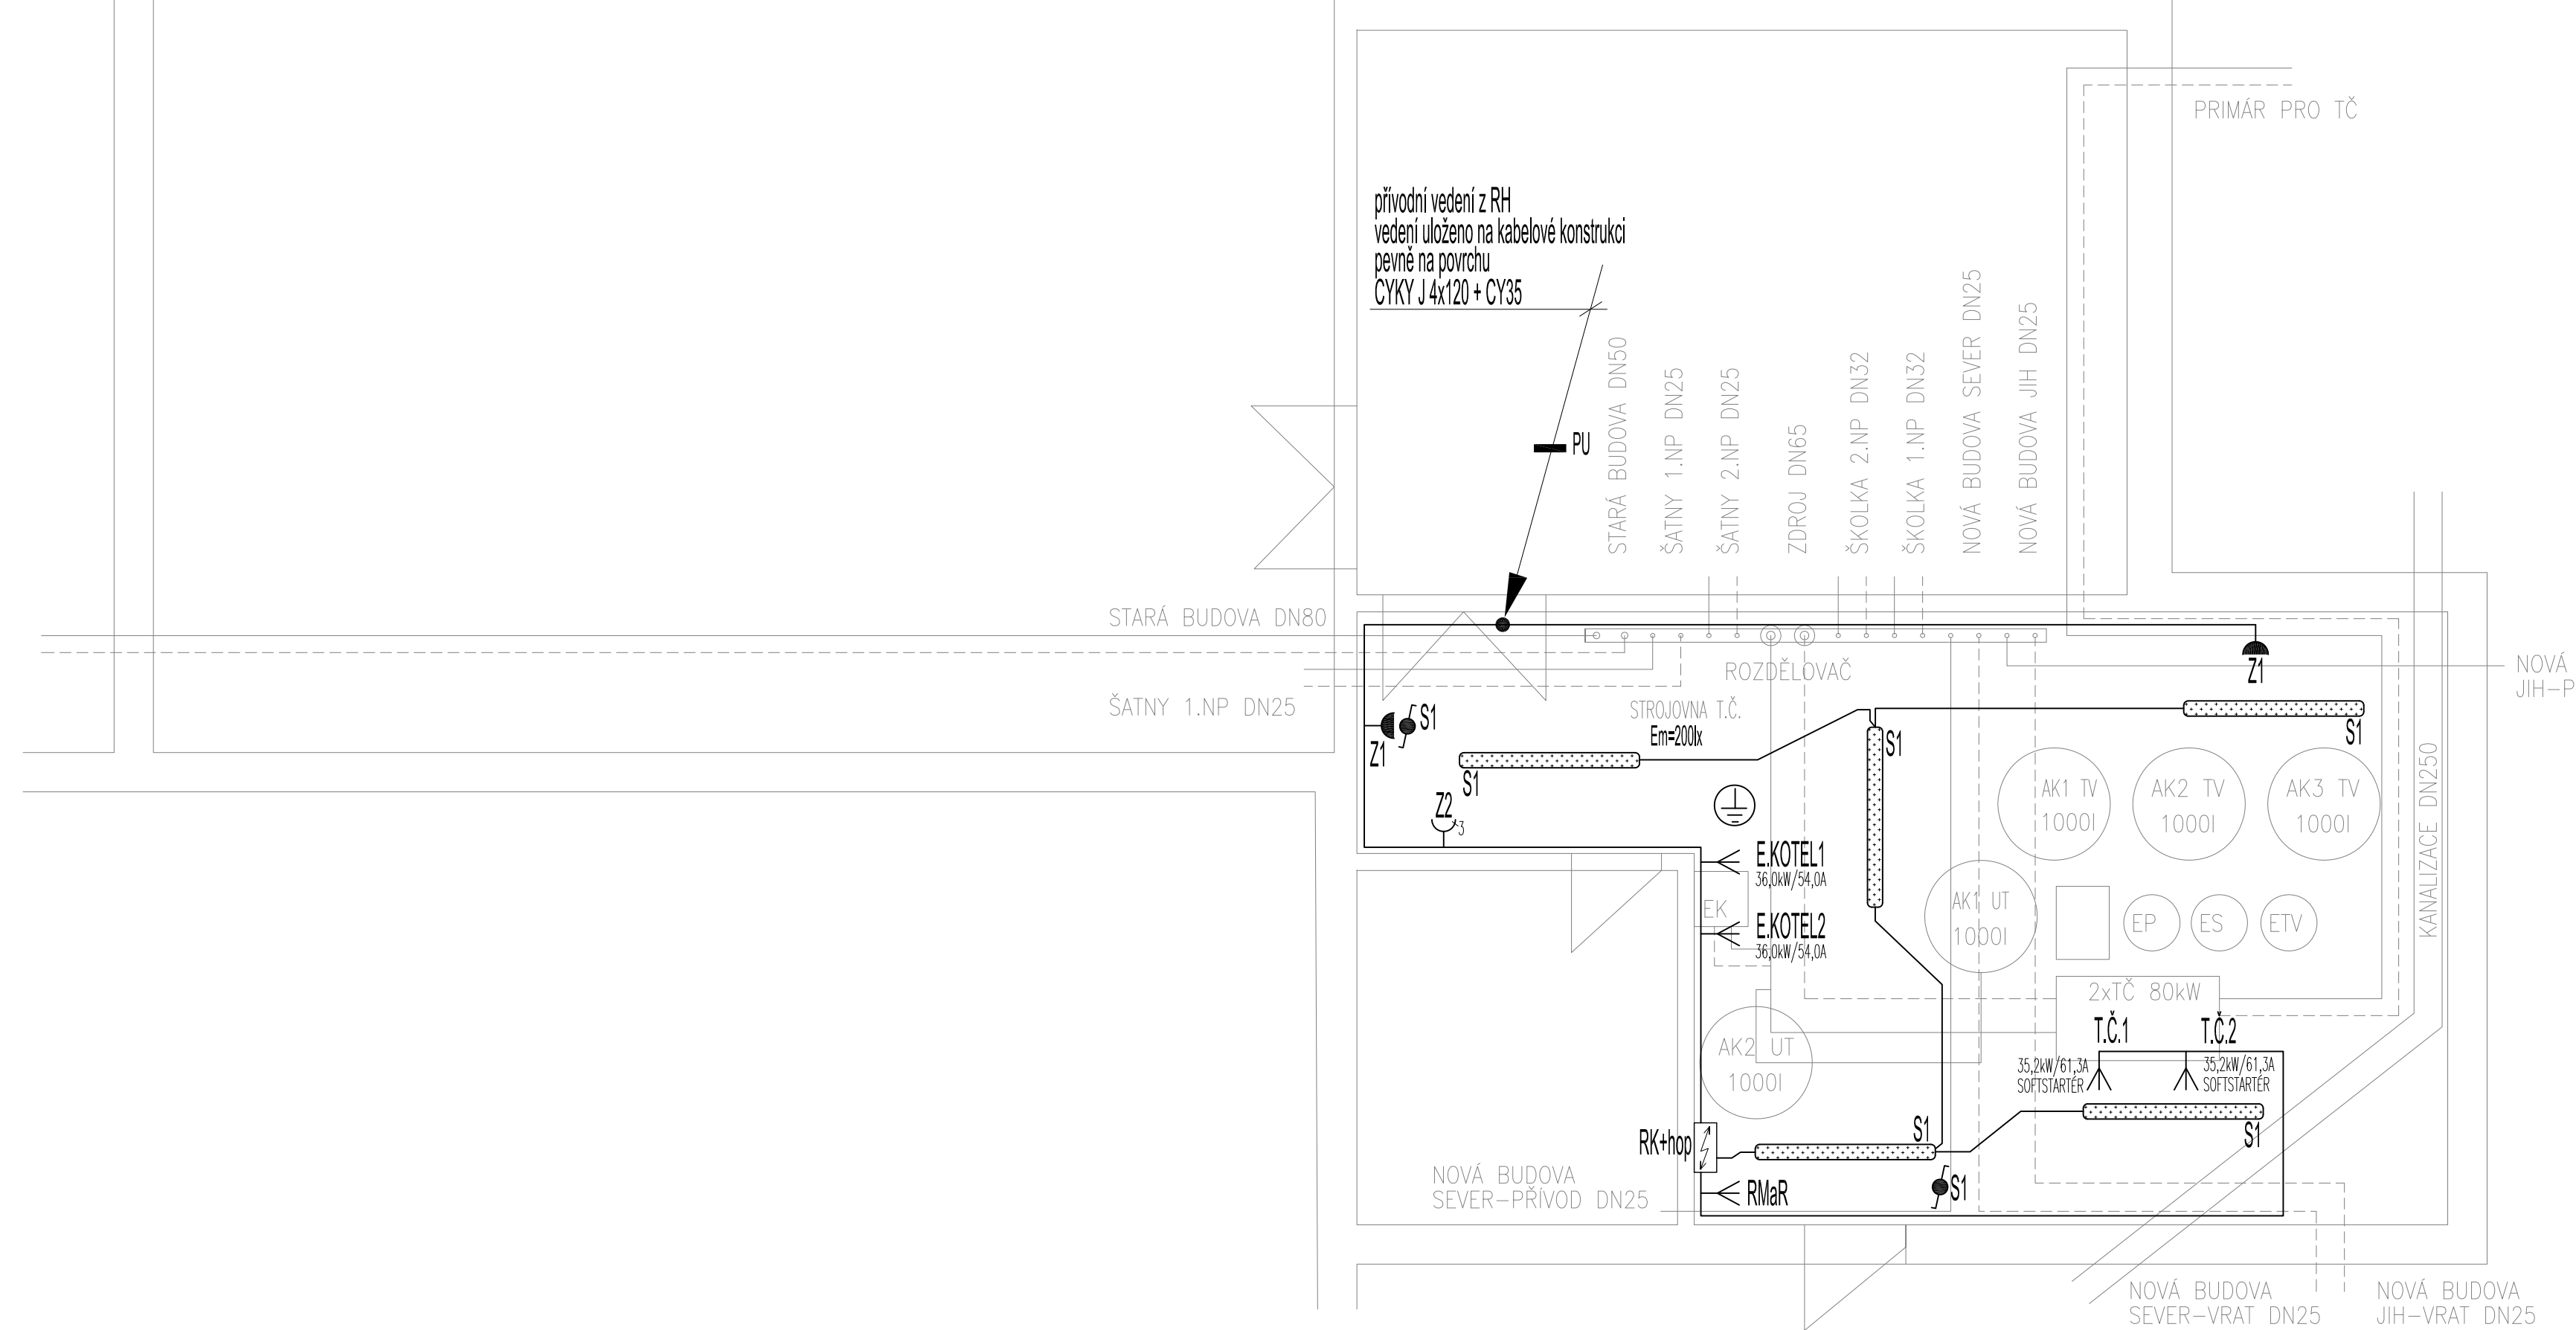 PRIMÁR PRO TČ
přívodní vedení z RH
vedení uloženo na kabelové konstrukci
pevně na povrchu
CYKY J 4x120 + CY35
PU
STARÁ BUDOVA DN50
ŠATNY 1.NP DN25
ŠATNY 2.NP DN25
ZDROJ DN65
ŠKOLKA 2.NP DN32
ŠKOLKA 1.NP DN32
NOVÁ BUDOVA SEVER DN25
NOVÁ BUDOVA JIH DN25
STARÁ BUDOVA DN80
ŠATNY 1.NP DN25
ROZDĚLOVAČ
Z1
NOVÁ
JIH-P
S1
Z1
STROJOVNA T.Č.
Em=200lx
S1
S1
S1
Z2
3
AK1 TV
1000l
AK2 TV
1000l
AK3 TV
1000l
KANALIZACE DN250
E.KOTEL1
36,0kW/54,0A
EK
E.KOTEL2
36,0kW/54,0A
AK1 UT
1000l
EP
ES
ETV
2xTČ 80kW
T.Č.1
T.Č.2
35,2kW/61,3A
SOFTSTARTÉR
35,2kW/61,3A
SOFTSTARTÉR
AK2 UT
1000l
RK+hop
S1
S1
S1
RMaR
NOVÁ BUDOVA
SEVER-PŘÍVOD DN25
NOVÁ BUDOVA
SEVER-VRAT DN25
NOVÁ BUDOVA
JIH-VRAT DN25